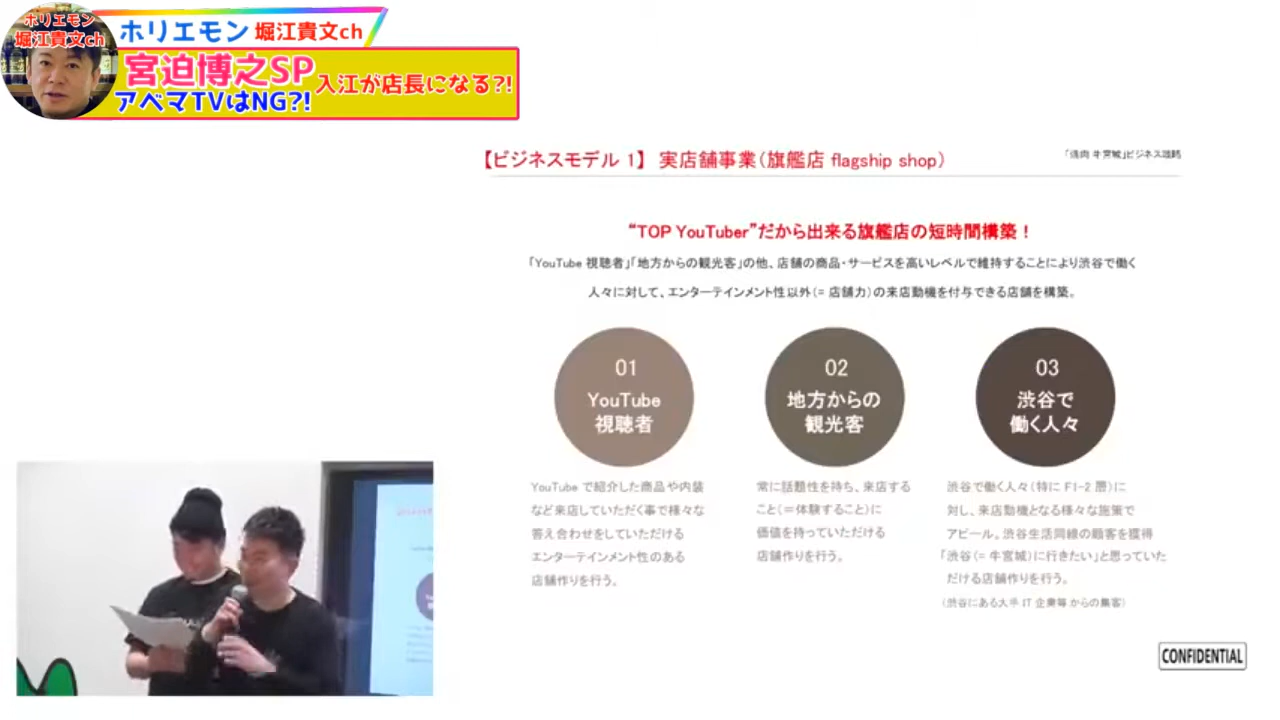 ホリエモン
堀江貴文ch
ホリエモン 堀江貴文ch
宮迫博之SP
アベマTVはNG?!
入江が店長になる?!
【ビジネスモデル 1】 実店舗事業(旗艦店 flagship shop)
牛宮城」ビジネス戦略
“TOP YouTuber”だから出来る旗艦店の短時間構築！
「YouTube 視聴者」「地方からの観光客」の他、店舗の商品・サービスを高いレベルで維持することにより渋谷で働く
人々に対して、エンターテインメント性以外(= 店舗力)の来店動機を付与できる店舗を構築。
01
YouTube
視聴者
YouTube で紹介した商品や内装
など来店していただく事で様々な
答え合わせをしていただける
エンターテインメント性のある
店舗作りを行う。
02
地方からの
観光客
常に話題性を持ち、来店する
こと(=体験すること)に
価値を持っていただける
店舗作りを行う。
03
渋谷で
働く人々
渋谷で働く人々(特に F1-2 層)に
対し、来店動機となる様々な施策で
アピール。渋谷生活同線の顧客を獲得
「渋谷(= 牛宮城)に行きたい」と思っていた
だける店舗作りを行う。
(渋谷にある大手 IT 企業等 からの集客)
CONFIDENTIAL